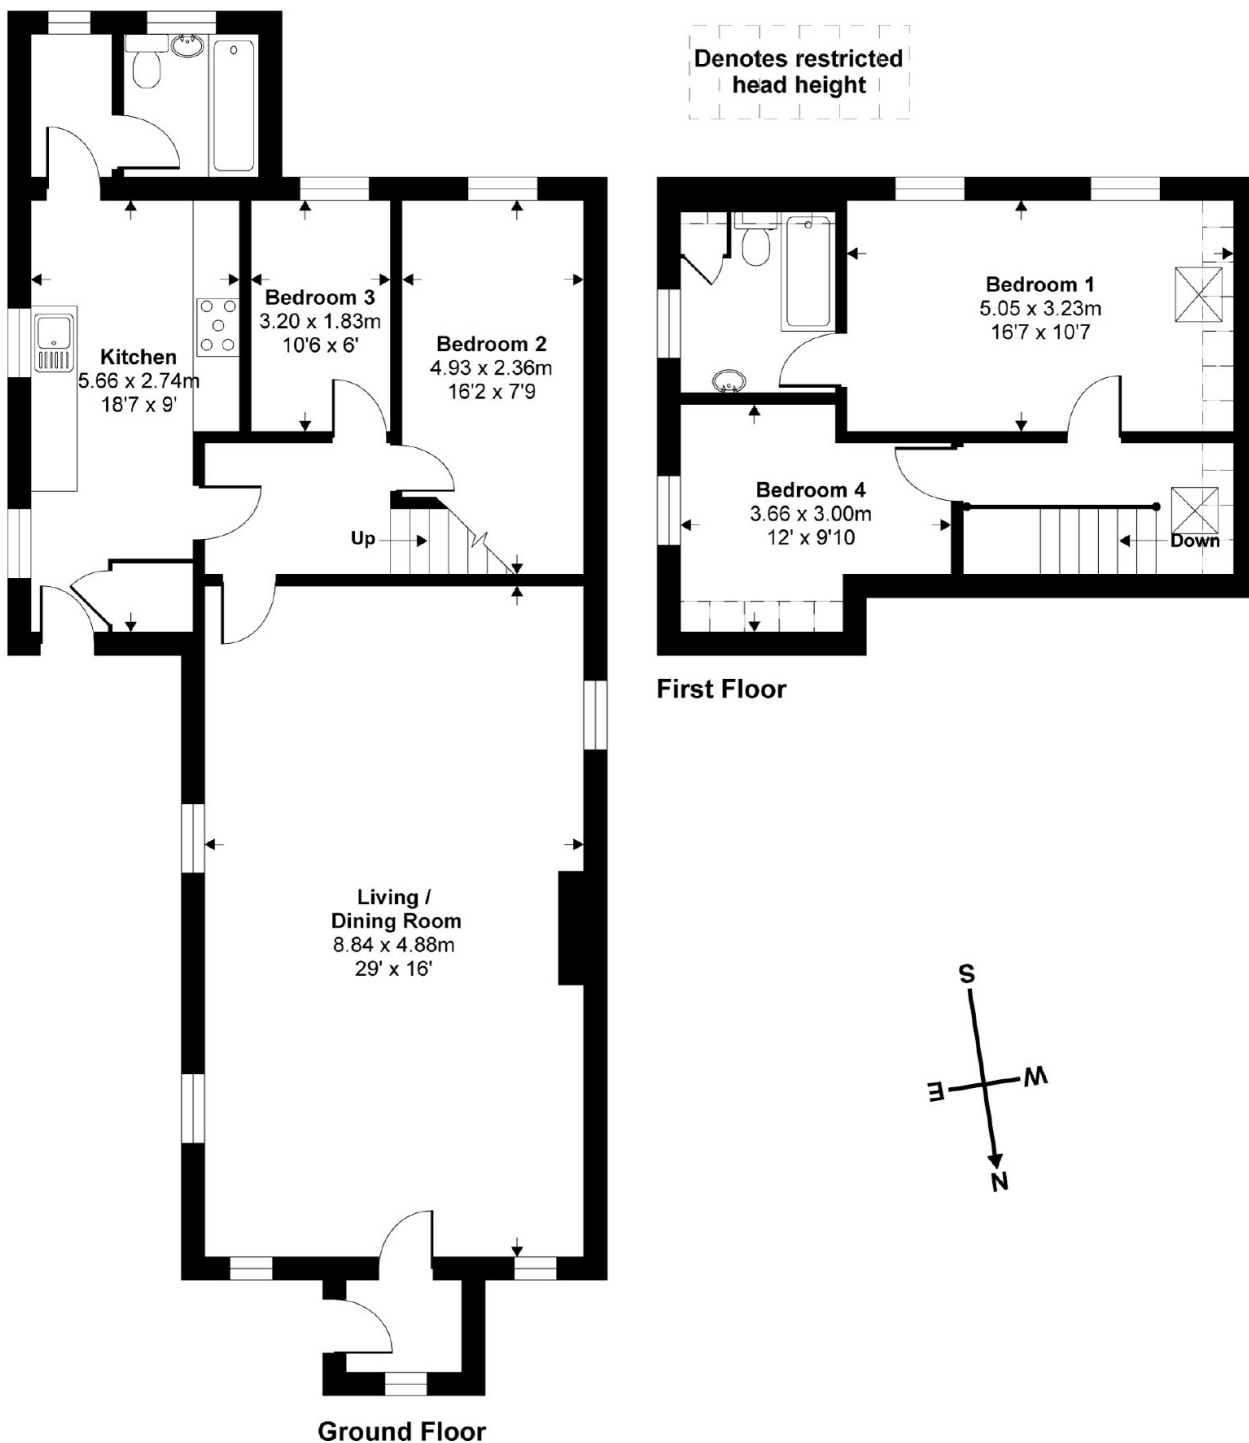 Denotes restricted
head height
Bedroom 3
3.20 x 1.83m
10'6 x 6'
Bedroom 2
4.93 x 2.36m
16'2 x 7'9
Kitchen
5.66 x 2.74m
18'7 x 9'
Up
Living /
Dining Room
8.84 x 4.88m
29' x 16'
Ground Floor
Bedroom 1
5.05 x 3.23m
16'7 x 10'7
Bedroom 4
3.66 x 3.00m
12' x 9'10
Down
First Floor
S
W
E
N